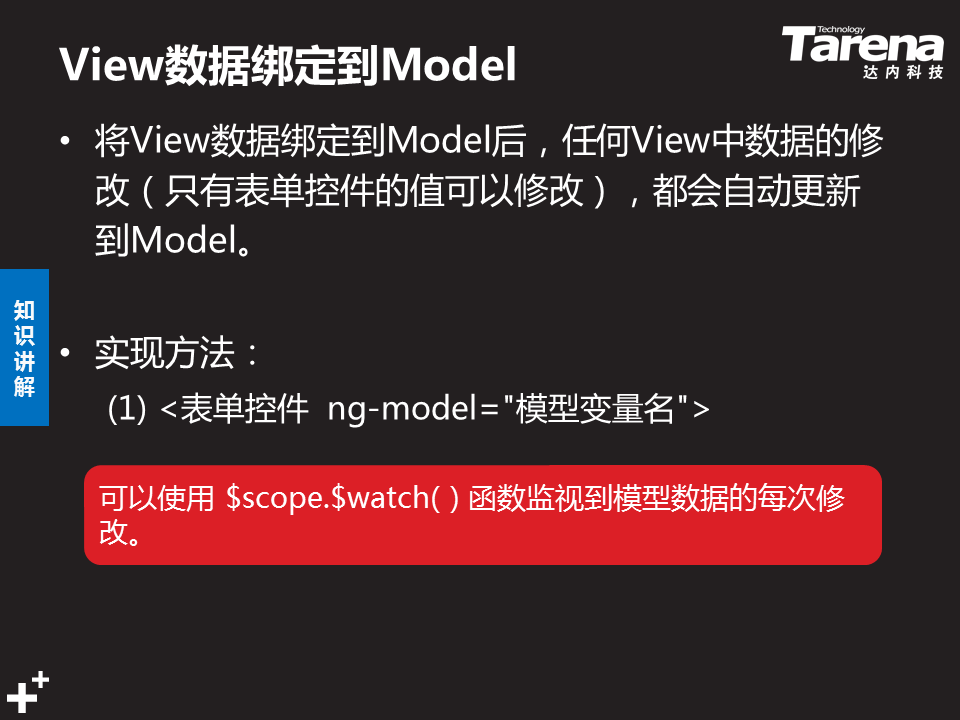 View数据绑定到Model
Technology
Tarena
达内科技
• 将View数据绑定到Model后，任何View中数据的修
改（只有表单控件的值可以修改），都会自动更新
到Model。
知
识
讲
解
• 实现方法：
(1) <表单控件 ng-model="模型变量名">
可以使用 $scope.$watch( ) 函数监视到模型数据的每次修
改。